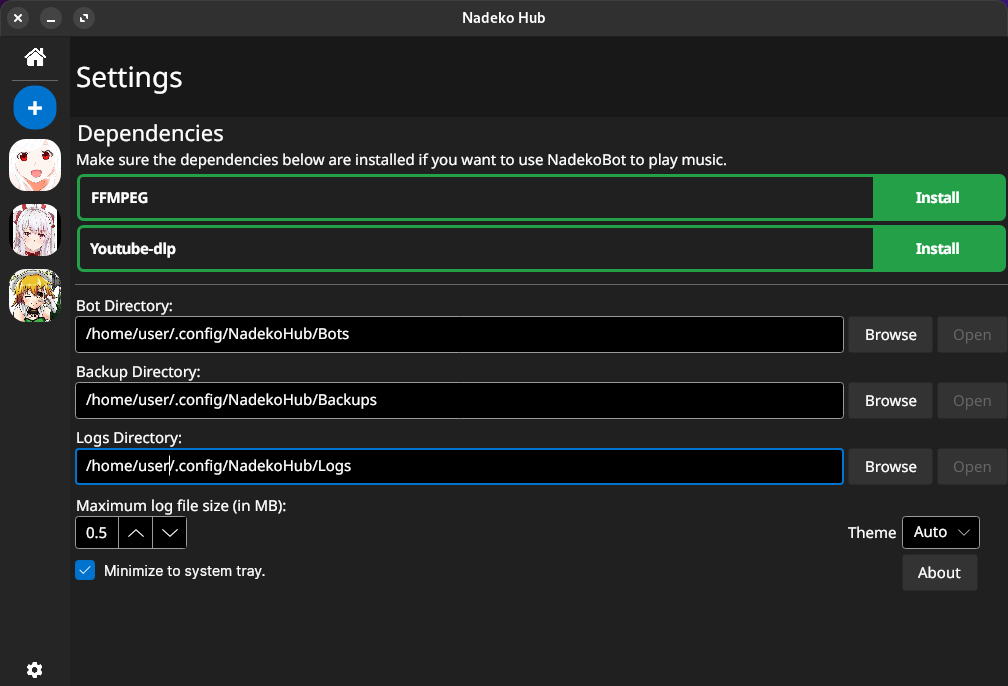 Nadeko Hub
Settings
Dependencies
Make sure the dependencies below are installed if you want to use NadekoBot to play music.
FFMPEG Install
Youtube-dlp Install
Bot Directory:
/home/user/.config/NadekoHub/Bots Browse Open
Backup Directory:
/home/user/.config/NadekoHub/Backups Browse Open
Logs Directory:
/home/user/.config/NadekoHub/Logs Browse Open
Maximum log file size (in MB):
0.5 Theme Auto
Minimize to system tray. About